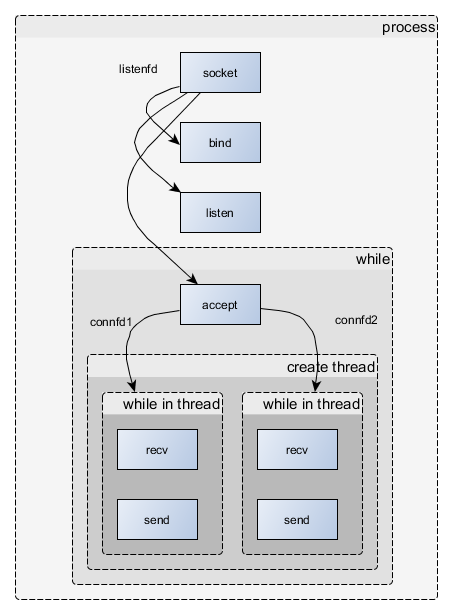 process
listenfd
socket
bind
listen
while
accept
connfd1
connfd2
create thread
while in thread
while in thread
recv
recv
send
send